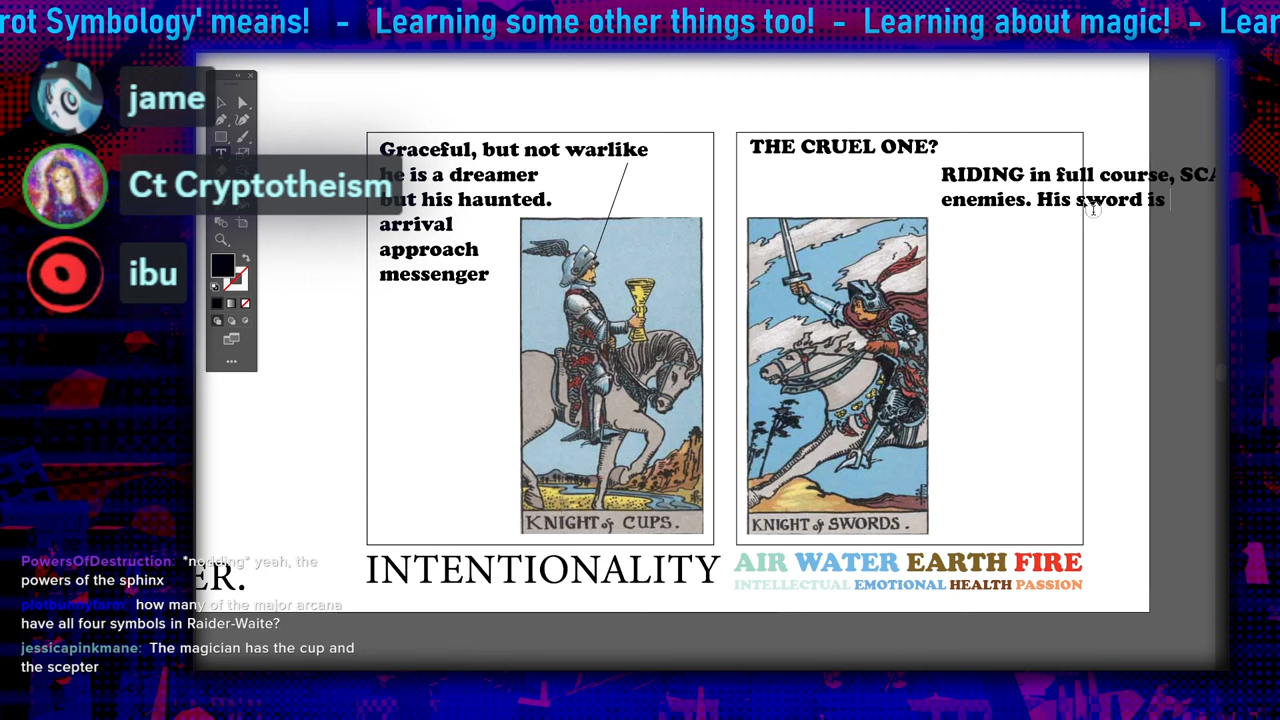 rot Symbology' means! - Learning some other things too! - Learning about magic! - Lear
jame
Ct Cryptotheism
ibu
Graceful, but not warlike
he is a dreamer
but his haunted.
arrival
approach
messenger
KNIGHT of CUPS.
THE CRUEL ONE?
RIDING in full course, SCA
enemies. His sword is
KNIGHT of SWORDS.
ER.
INTENTIONALITY
AIR WATER EARTH FIRE
INTELLECTUAL EMOTIONAL HEALTH PASSION
PowersOfDestruction: *nodding* yeah, the
powers of the sphinx
plotbunnyfarm: how many of the major arcana
have all four symbols in Raider-Waite?
jessicapinkmane: The magician has the cup and
the scepter